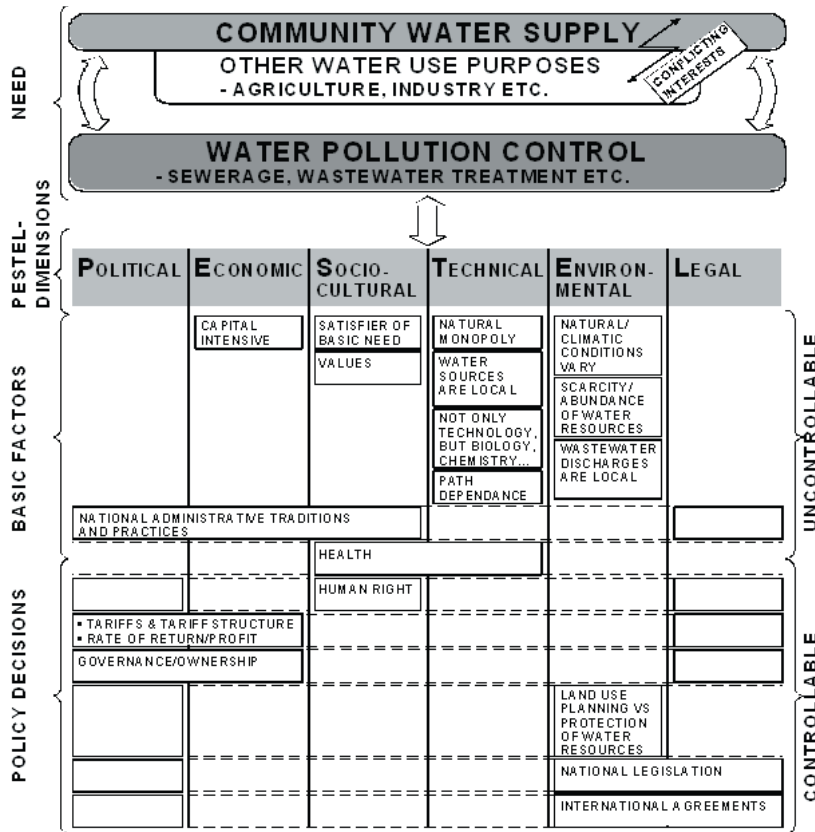 COMMUNITY WATER SUPPLY
OTHER WATER USE PURPOSES
- AGRICULTURE, INDUSTRY ETC.
CONFLICTING
INTERESTS
WATER POLLUTION CONTROL
- SEWERAGE, WASTEWATER TREATMENT ETC.
NEED
PESTEL-
DIMENSIONS
POLITICAL
ECONOMIC
SOCIO-
CULTURAL
TECHNICAL
ENVIRON-
MENTAL
LEGAL
BASIC FACTORS
CAPITAL
INTENSIVE
SATISFIER OF
BASIC NEED
VALUES
NATURAL
MONOPOLY
WATER
SOURCES
ARE LOCAL
NOT ONLY
TECHNOLOGY,
BUT BIOLOGY,
CHEMISTRY...
PATH
DEPENDANCE
NATURAL/
CLIMATIC
CONDITIONS
VARY
SCARCITY/
ABUNDANCE
OF WATER
RESOURCES
WASTEWATER
DISCHARGES
ARE LOCAL
UNCONTROLLABLE
NATIONAL ADMINISTRATIVE TRADITIONS
AND PRACTICES
HEALTH
POLICY DECISIONS
HUMAN RIGHT
▪ TARIFFS & TARIFF STRUCTURE
▪ RATE OF RETURN/PROFIT
GOVERNANCE/OWNERSHIP
LAND USE
PLANNING VS
PROTECTION
OF WATER
RESOURCES
NATIONAL LEGISLATION
INTERNATIONAL AGREEMENTS
CONTROLLABLE